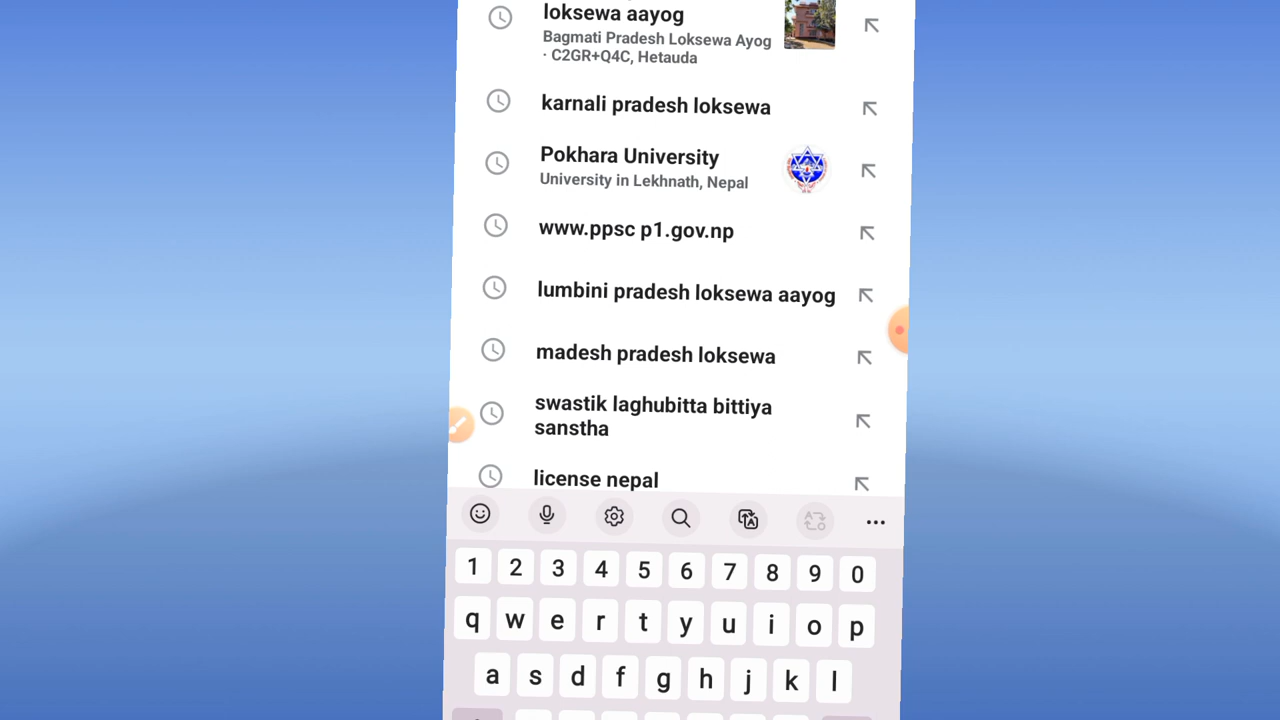 loksewa aayog
Bagmati Pradesh Loksewa Ayog
· C2GR+Q4C, Hetauda
karnali pradesh loksewa
Pokhara University
University in Lekhnath, Nepal
www.ppsc p1.gov.np
lumbini pradesh loksewa aayog
madesh pradesh loksewa
swastik laghubitta bittiya
sanstha
license nepal
1 2 3 4 5 6 7 8 9 0
q w e r t y u i o p
a s d f g h j k l